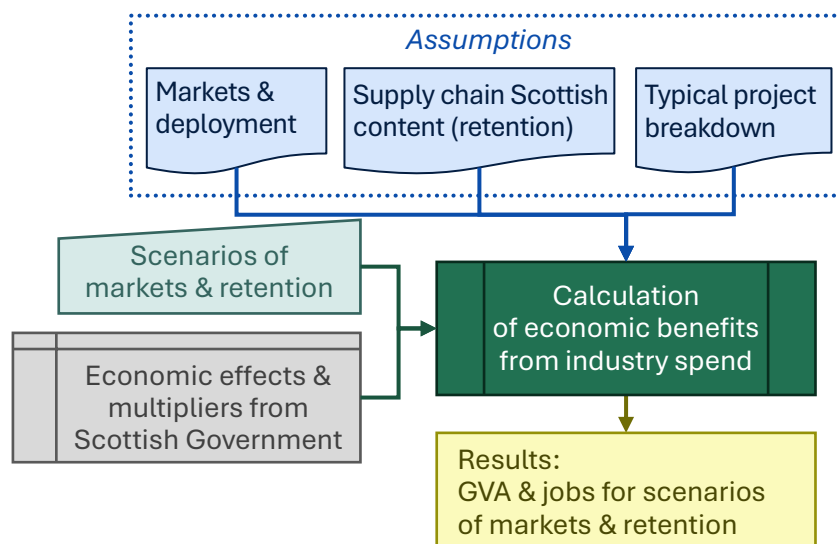 Assumptions
Markets &
deployment
Supply chain Scottish
content (retention)
Typical project
breakdown
Scenarios of
markets & retention
Calculation
of economic benefits
from industry spend
Economic effects &
multipliers from
Scottish Government
Results:
GVA & jobs for scenarios
of markets & retention